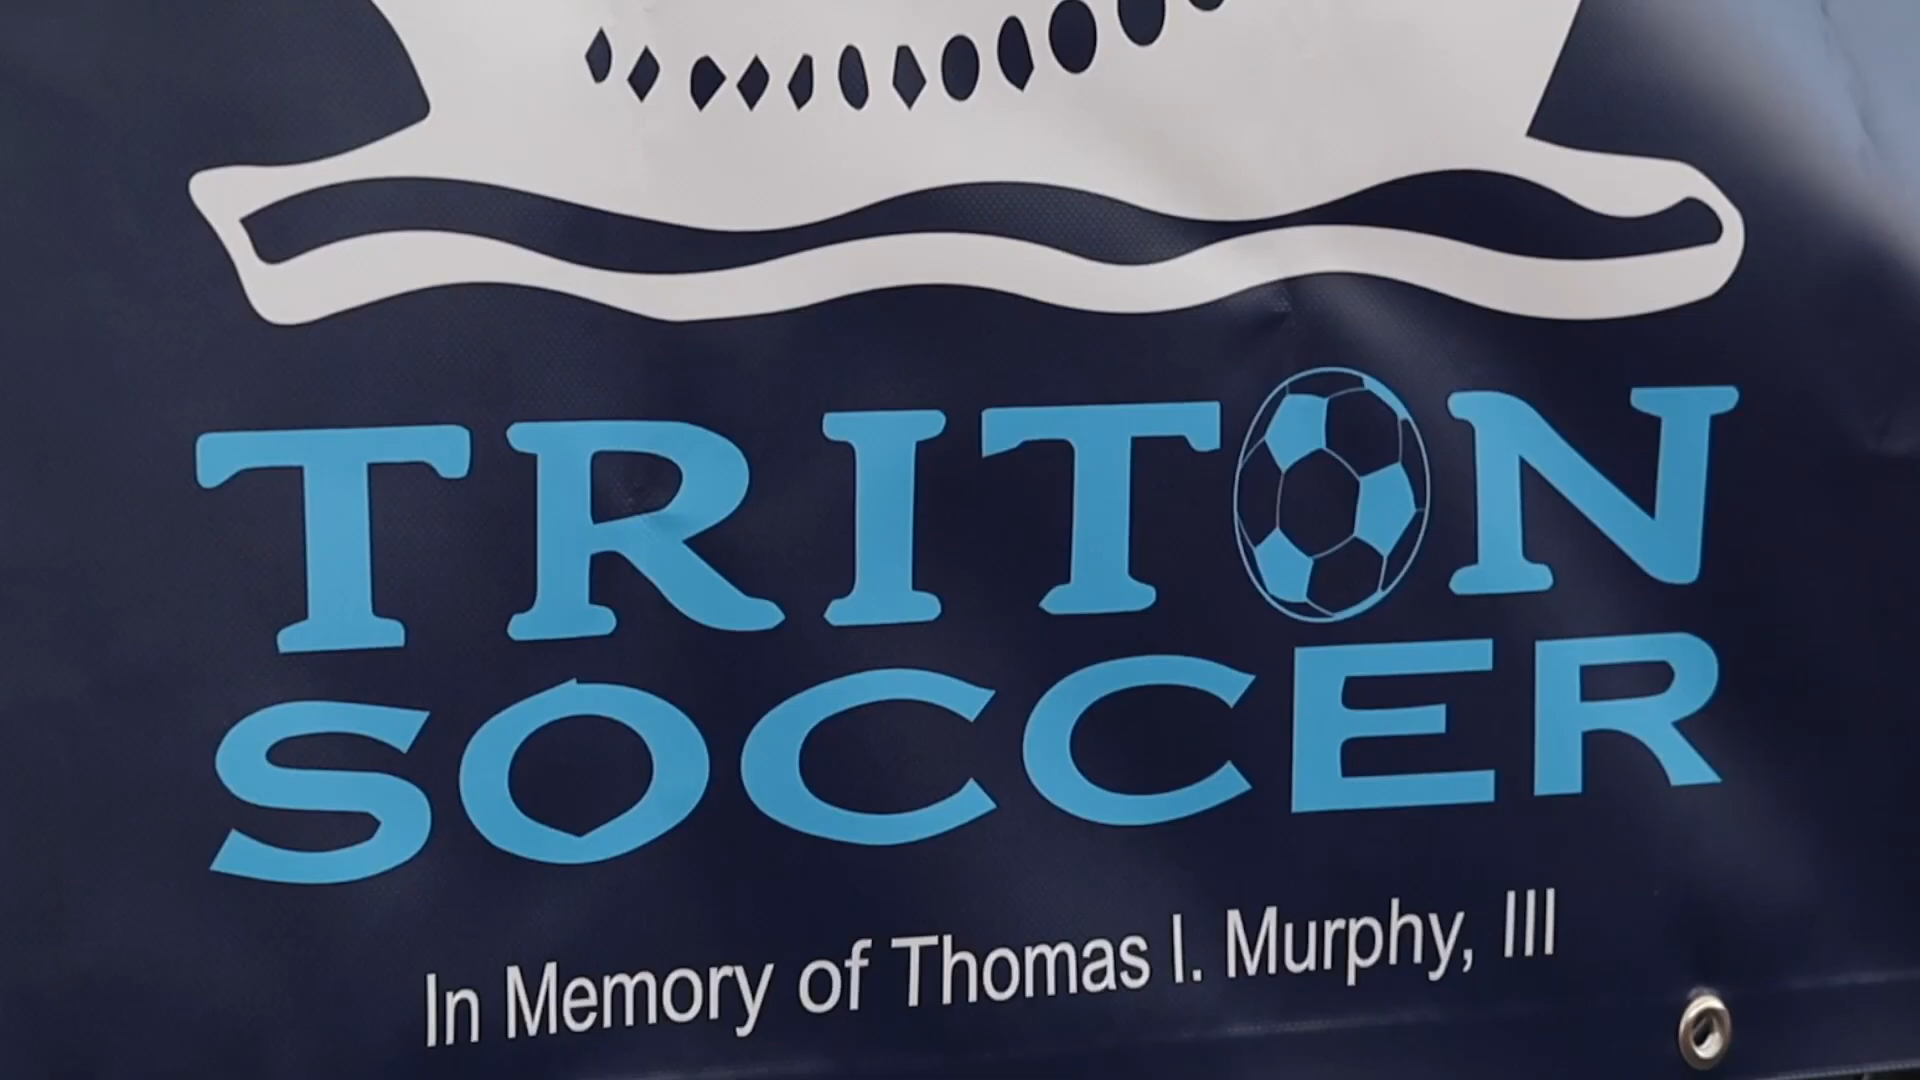 TRITON
SOCCER
In Memory of Thomas I. Murphy, III